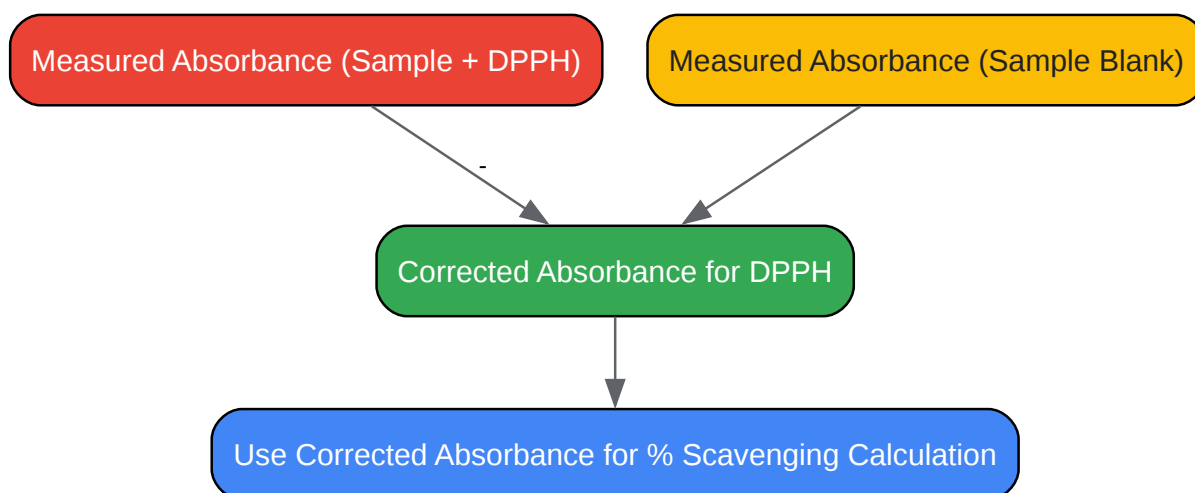 Measured Absorbance (Sample + DPPH)
Measured Absorbance (Sample Blank)
-
Corrected Absorbance for DPPH
Use Corrected Absorbance for % Scavenging Calculation